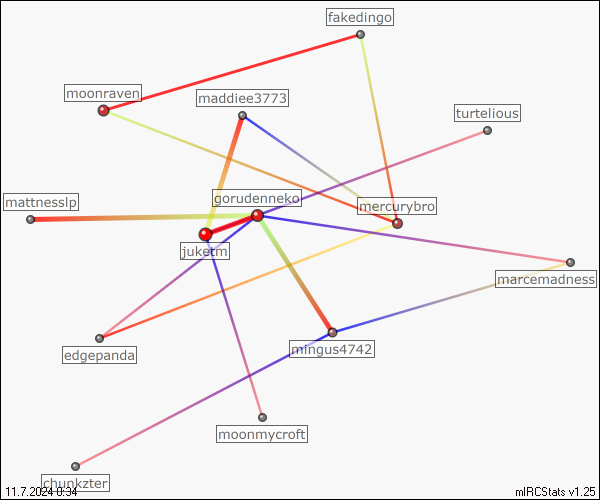 fakedingo
moonraven
maddiee3773
turtelious
mattnesslp
gorudenneko
mercurybro
juketm
marcemadness
edgepanda
mingus4742
moonmycroft
chunkzter
11.7.2024 0:34
mIRCStats v1.25